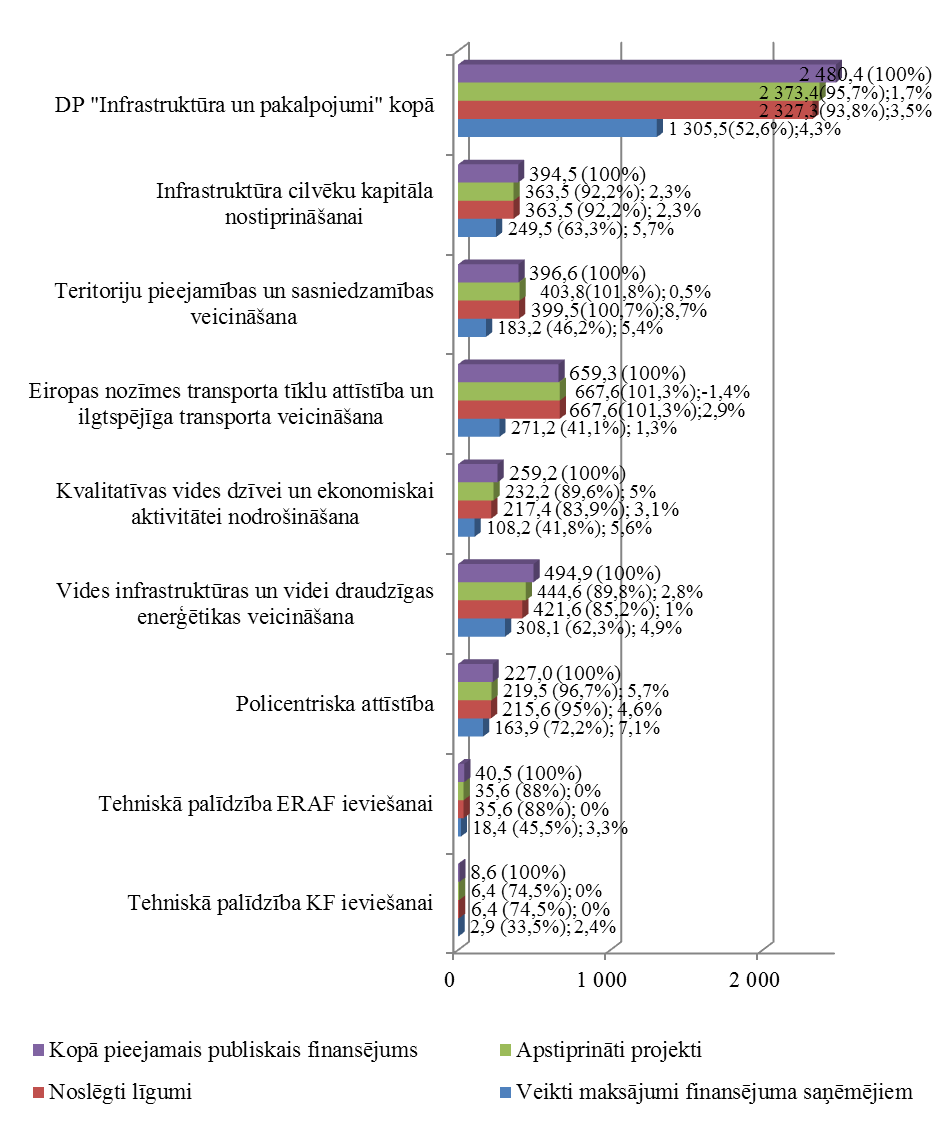 DP "Infrastruktūra un pakalpojumi" kopā
2 480,4 (100%)
2 373,4(95,7%);1,7%
2 327,3(93,8%);3,5%
1 305,5(52,6%);4,3%
Infrastruktūra cilvēku kapitāla
nostiprināšanai
394,5 (100%)
363,5 (92,2%); 2,3%
363,5 (92,2%); 2,3%
249,5 (63,3%); 5,7%
Teritoriju pieejamības un sasniedzamības
veicināšana
396,6 (100%)
403,8(101,8%); 0,5%
399,5(100,7%);8,7%
183,2 (46,2%); 5,4%
Eiropas nozīmes transporta tīklu attīstība un
ilgtspējīga transporta veicināšana
659,3 (100%)
667,6(101,3%);-1,4%
667,6(101,3%);2,9%
271,2 (41,1%); 1,3%
Kvalitatīvas vides dzīvei un ekonomiskai
aktivitātei nodrošināšana
259,2 (100%)
232,2 (89,6%); 5%
217,4 (83,9%); 3,1%
108,2 (41,8%); 5,6%
Vides infrastruktūras un videi draudzīgas
enerģētikas veicināšana
494,9 (100%)
444,6 (89,8%); 2,8%
421,6 (85,2%); 1%
308,1 (62,3%); 4,9%
Policentriska attīstība
227,0 (100%)
219,5 (96,7%); 5,7%
215,6 (95%); 4,6%
163,9 (72,2%); 7,1%
Tehniskā palīdzība ERAF ieviešanai
40,5 (100%)
35,6 (88%); 0%
35,6 (88%); 0%
18,4 (45,5%); 3,3%
Tehniskā palīdzība KF ieviešanai
8,6 (100%)
6,4 (74,5%); 0%
6,4 (74,5%); 0%
2,9 (33,5%); 2,4%
0 1 000 2 000
Kopā pieejamais publiskais finansējums
Apstiprināti projekti
Noslēgti līgumi
Veikti maksājumi finansējuma saņēmējiem